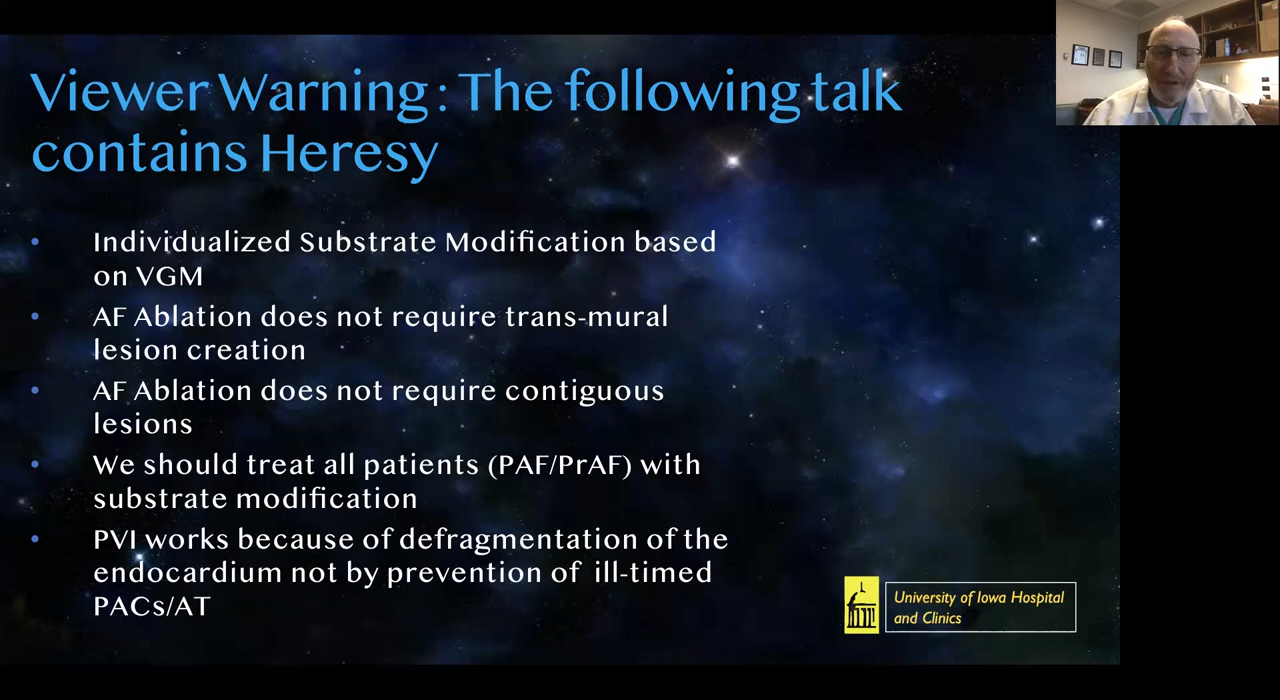 Viewer Warning: The following talk
contains Heresy
• Individualized Substrate Modification based
on VGM
• AF Ablation does not require trans-mural
lesion creation
• AF Ablation does not require contiguous
lesions
• We should treat all patients (PAF/PrAF) with
substrate modification
• PVI works because of defragmentation of the
endocardium not by prevention of ill-timed
PACs/AT
University of Iowa Hospital
and Clinics